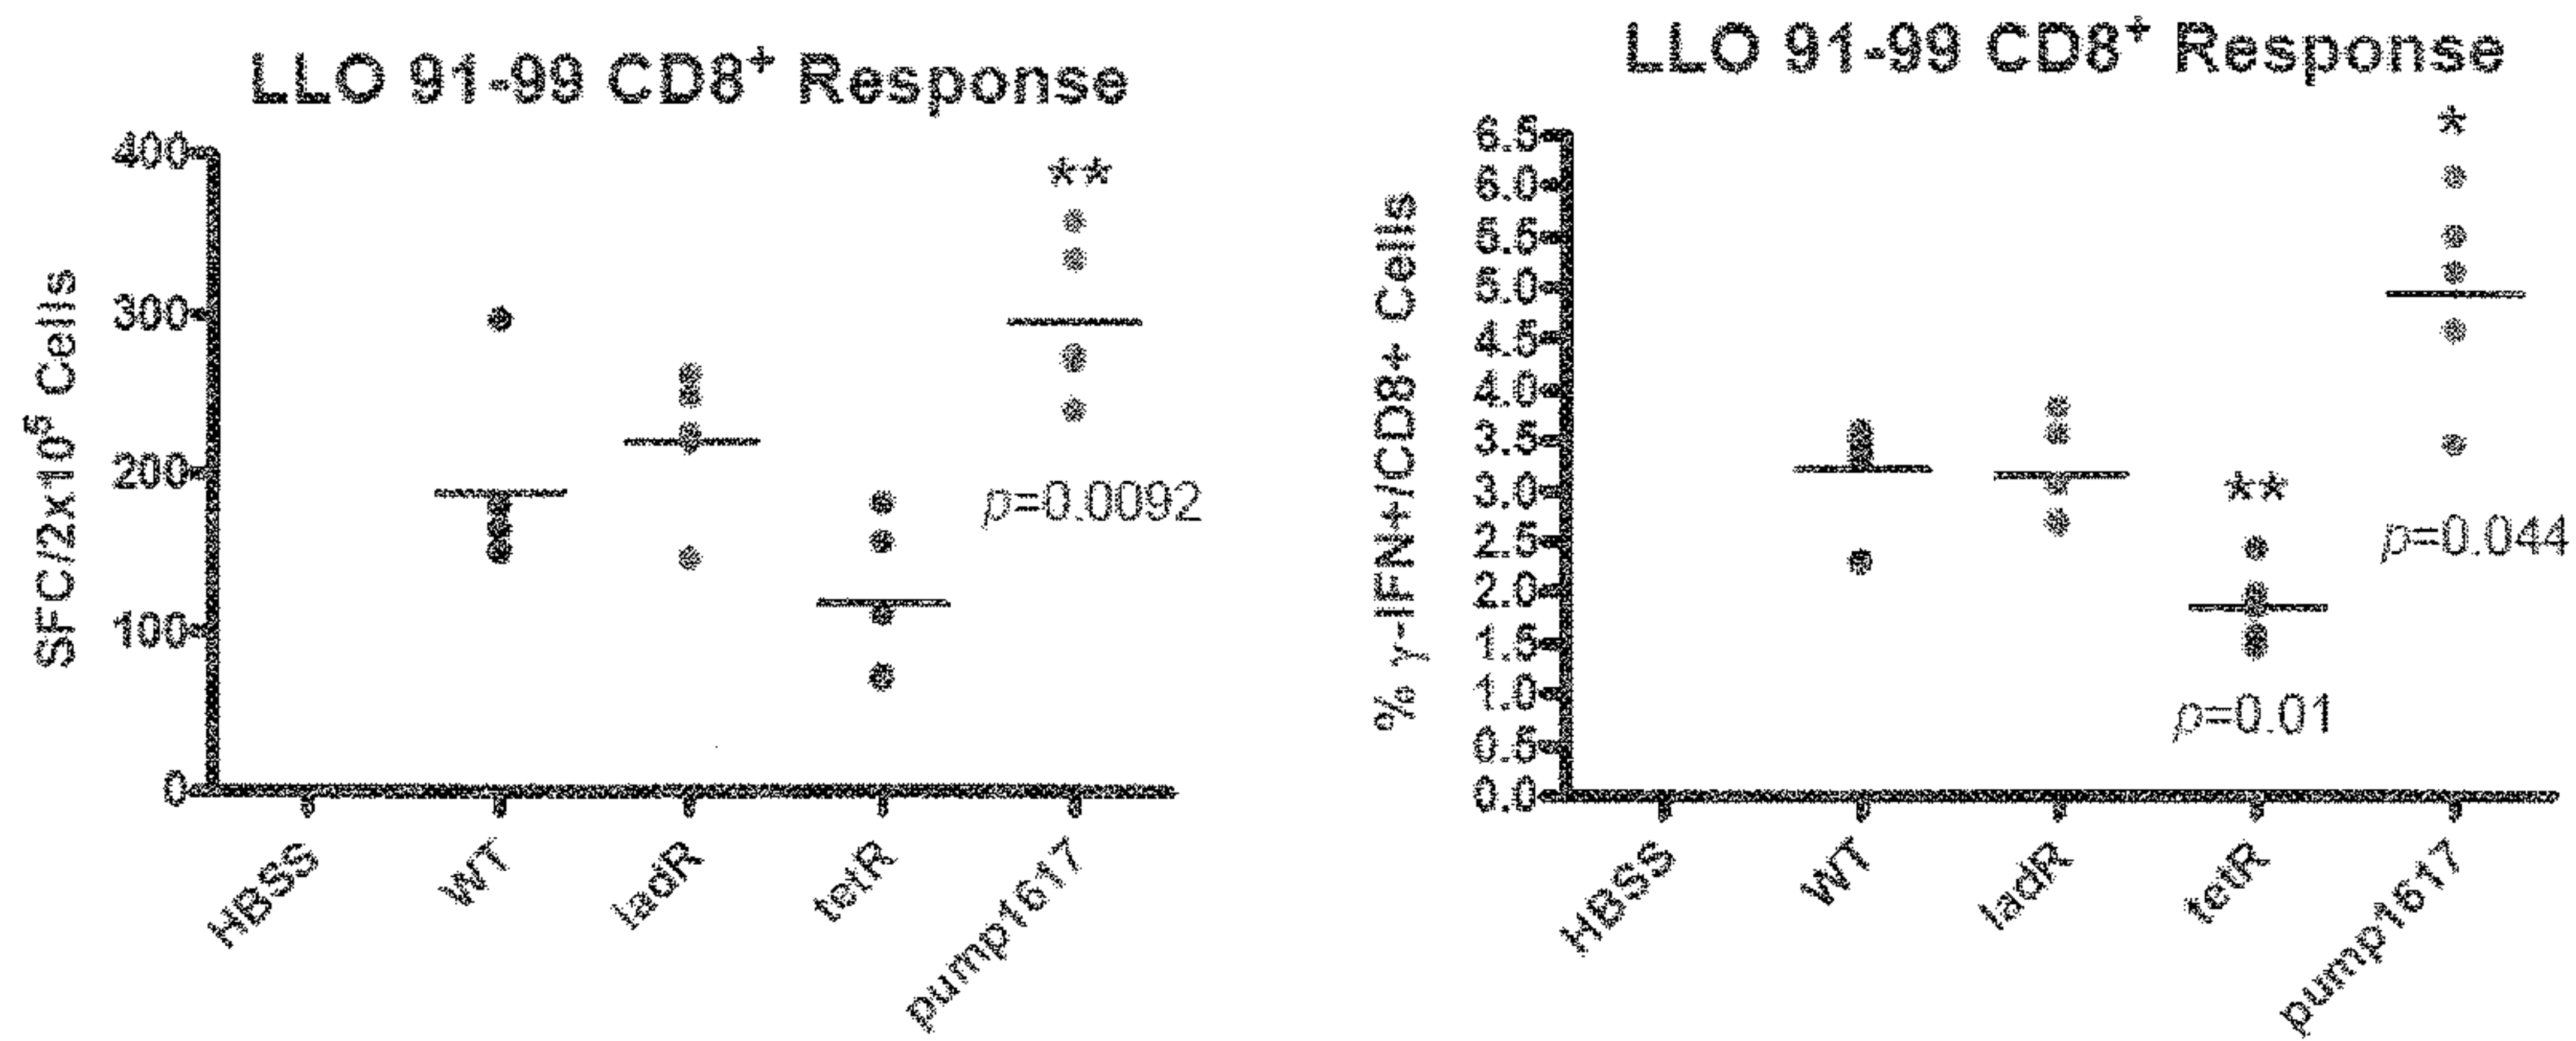 LLO 91-99 CD8⁺ Response
SFC/2x10⁵ Cells
400
300
200
100
0
**
p=0.0092
HBSS
WT
ladR
tetR
pump1617
LLO 91-99 CD8⁺ Response
% γ-IFN+/CD8+ Cells
6.5
6.0
5.5
5.0
4.5
4.0
3.5
3.0
2.5
2.0
1.5
1.0
0.5
0.0
*
**
p=0.044
p=0.01
HBSS
WT
ladR
tetR
pump1617